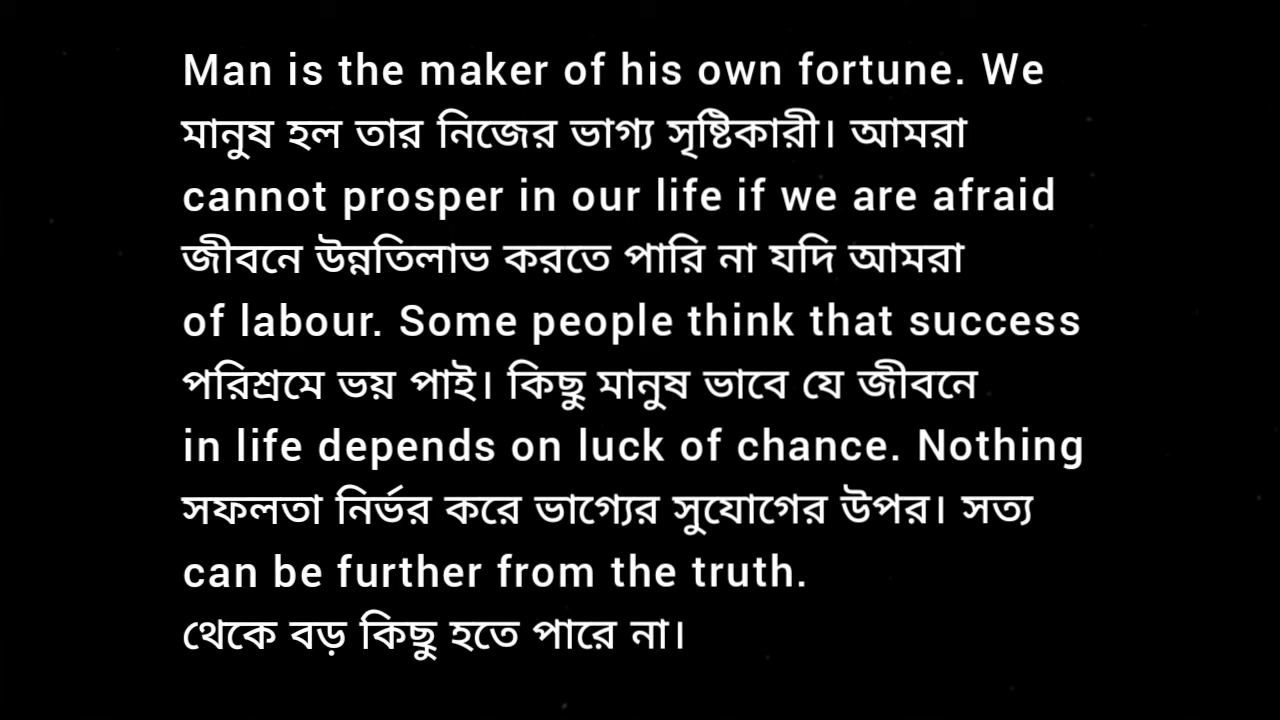 Man is the maker of his own fortune. We
মানুষ হল তার নিজের ভাগ্য সৃষ্টিকারী। আমরা
cannot prosper in our life if we are afraid
জীবনে উন্নতিলাভ করতে পারি না যদি আমরা
of labour. Some people think that success
পরিশ্রমে ভয় পাই। কিছু মানুষ ভাবে যে জীবনে
in life depends on luck of chance. Nothing
সফলতা নির্ভর করে ভাগ্যের সুযোগের উপর। সত্য
can be further from the truth.
থেকে বড় কিছু হতে পারে না।